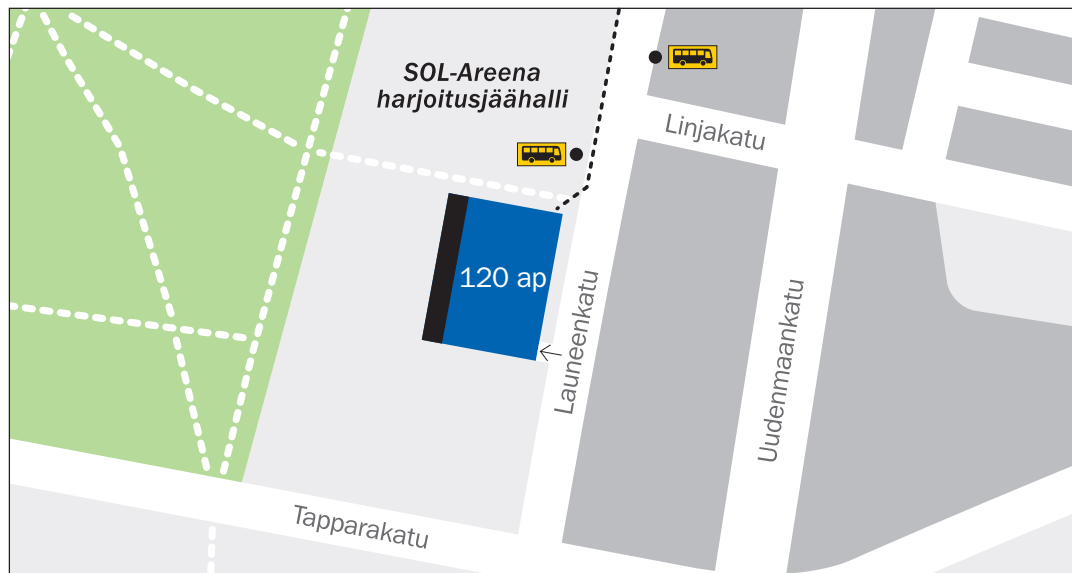 SOL-Areena
harjoitusjäähalli
Linjakatu
120 ap
Launeenkatu
Uudenmaankatu
Tapparakatu